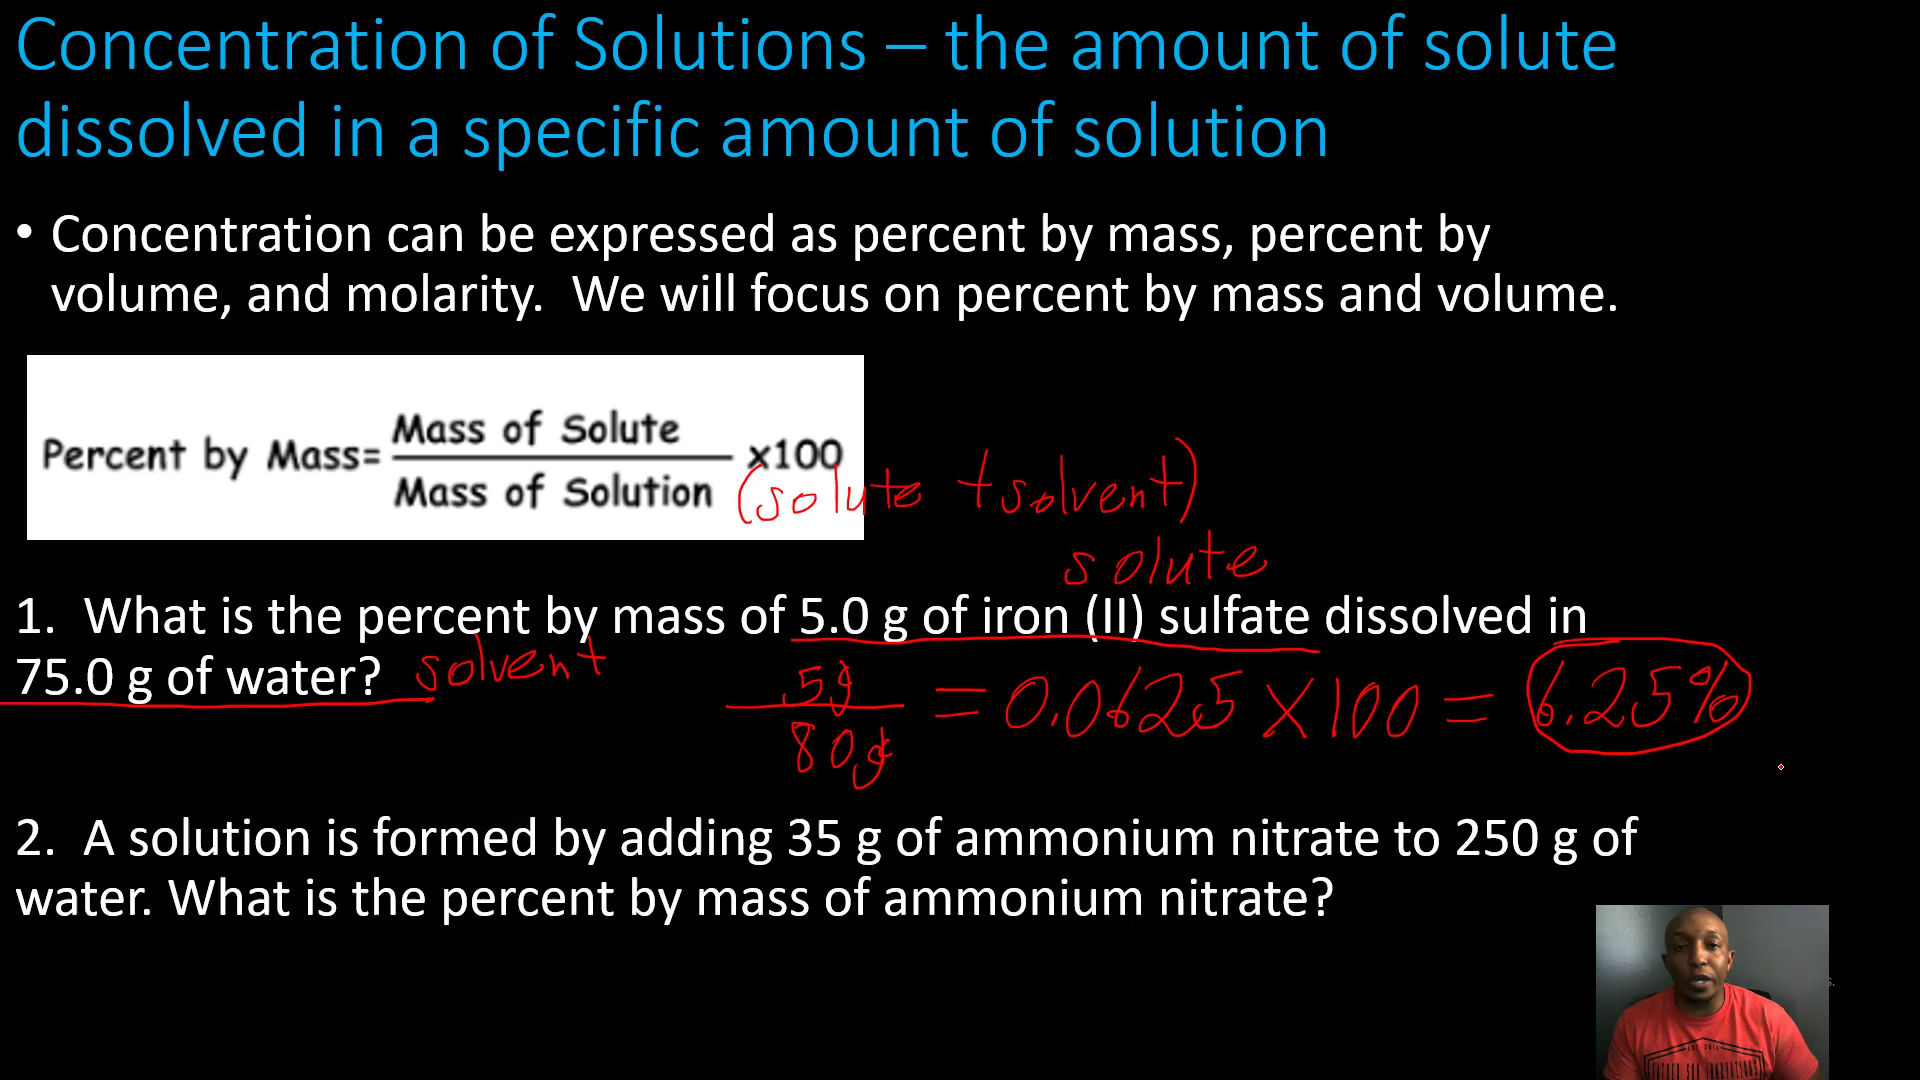 Concentration of Solutions – the amount of solute
dissolved in a specific amount of solution
• Concentration can be expressed as percent by mass, percent by
volume, and molarity. We will focus on percent by mass and volume.
Percent by Mass= Mass of Solute
Mass of Solution x100
(solute + solvent)
solute
1. What is the percent by mass of 5.0 g of iron (II) sulfate dissolved in
75.0 g of water? solvent
5g
80g = 0.0625 x 100 = 6.25%
2. A solution is formed by adding 35 g of ammonium nitrate to 250 g of
water. What is the percent by mass of ammonium nitrate?
s.